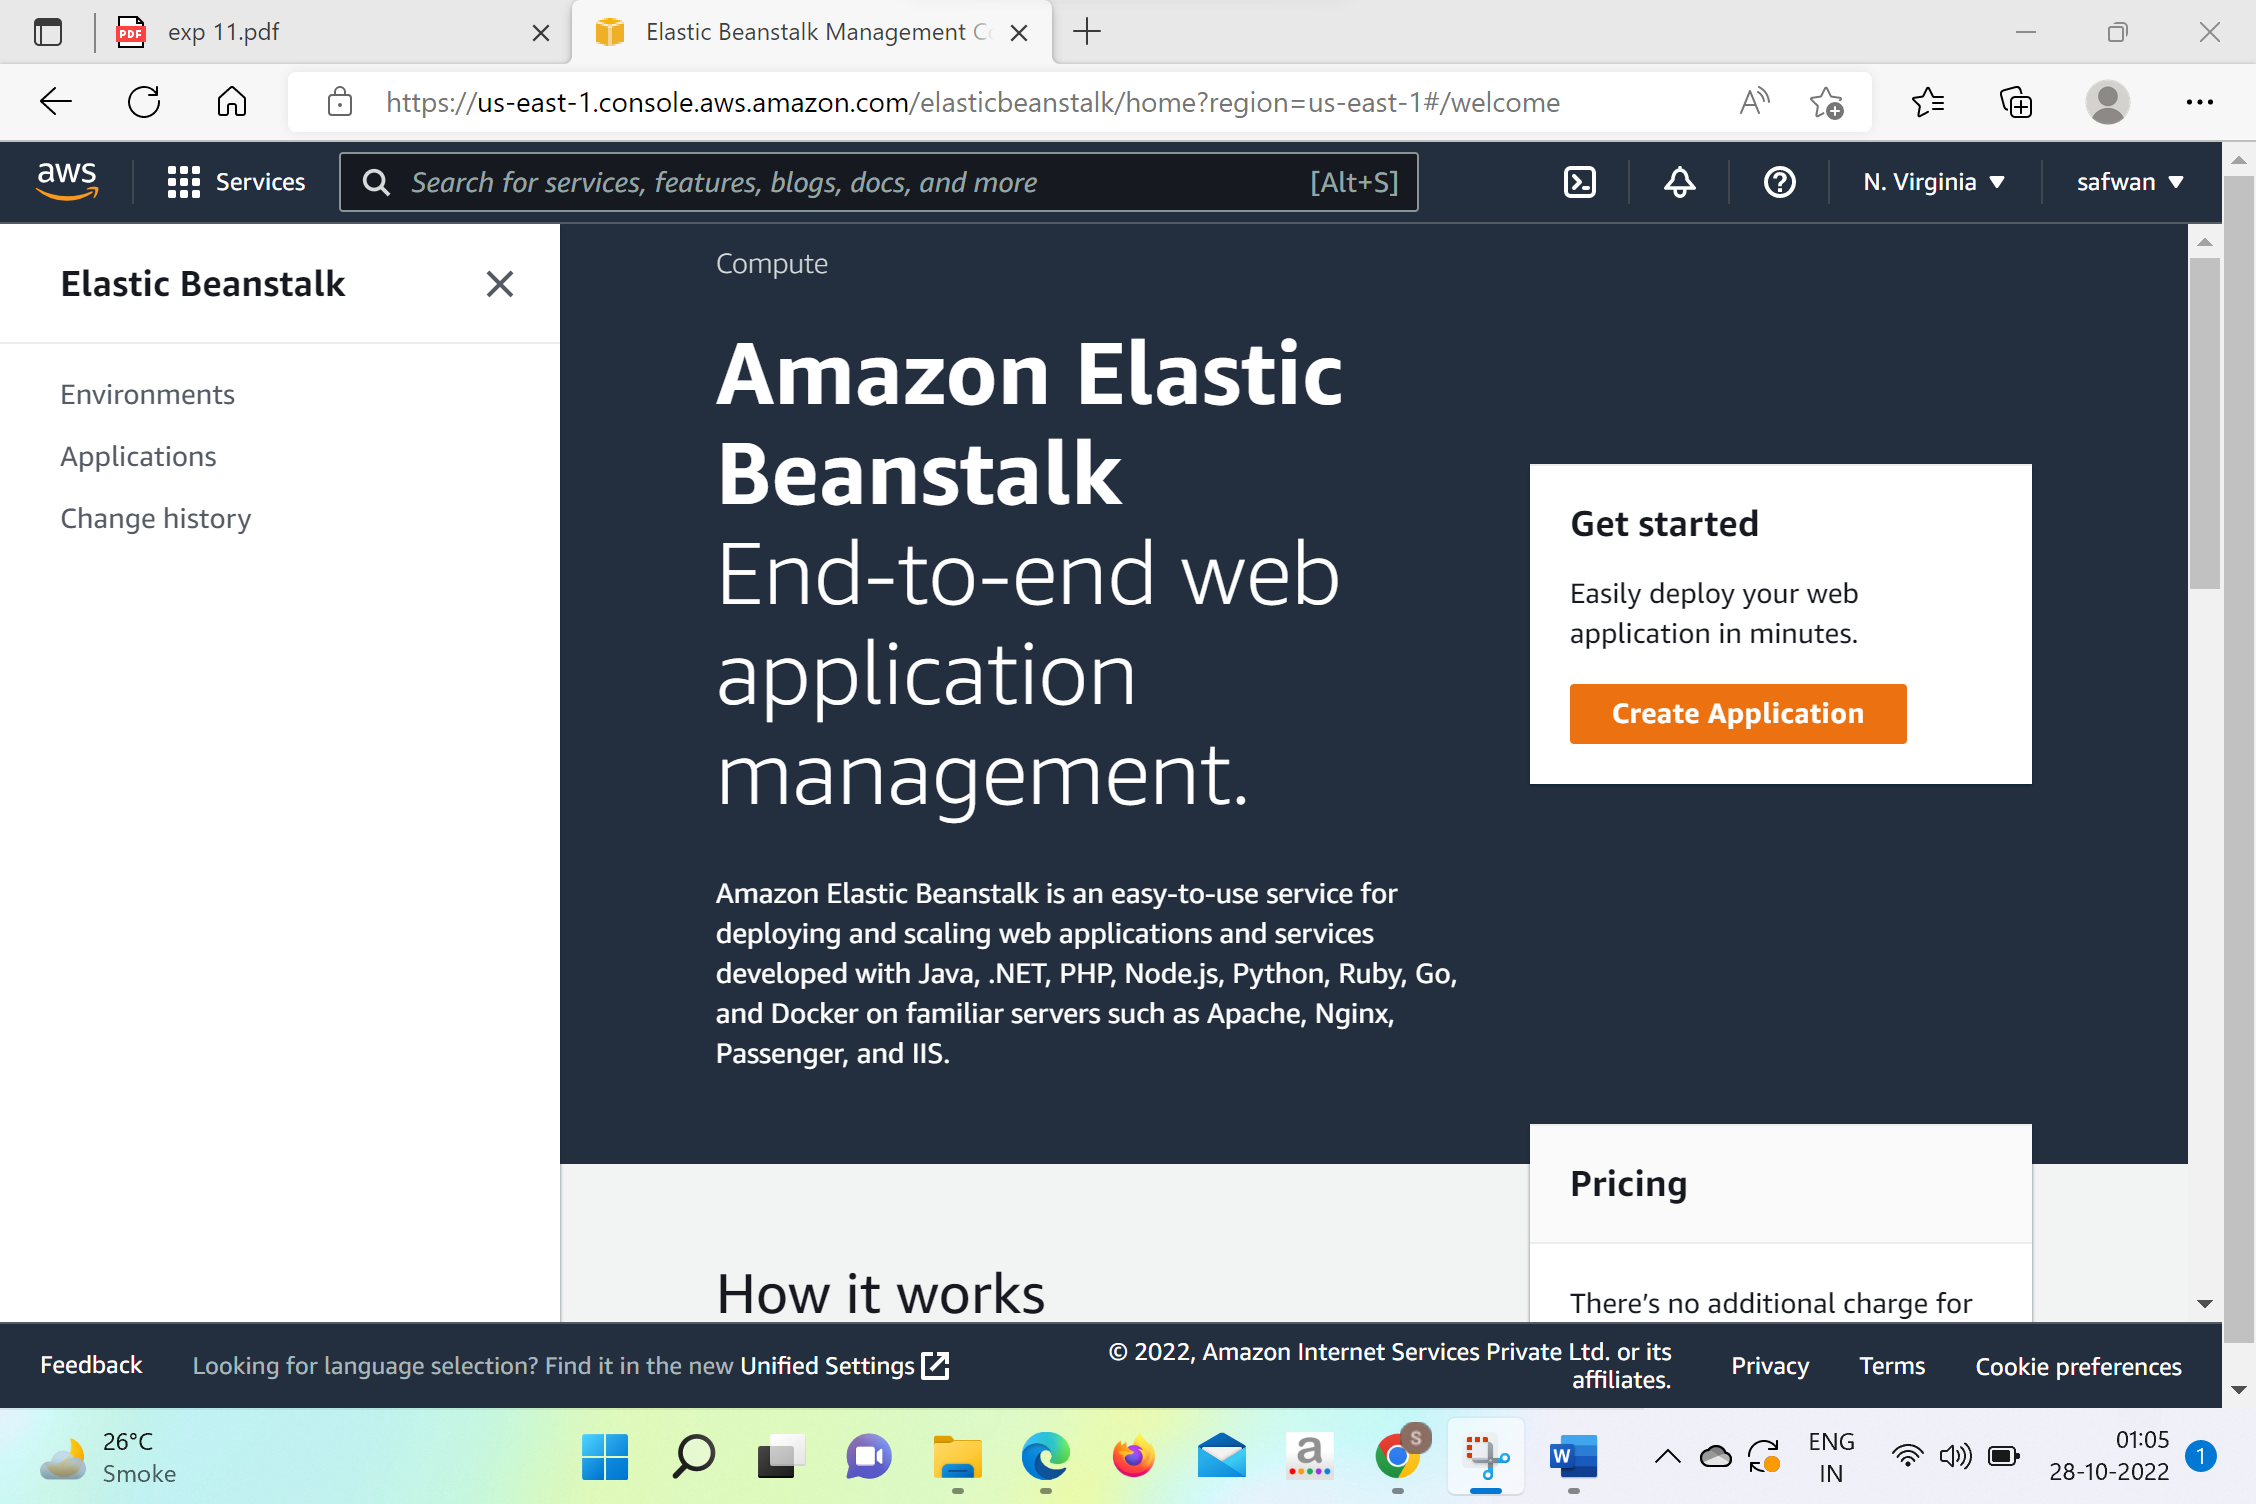 exp 11.pdf
Elastic Beanstalk Management C
https://us-east-1.console.aws.amazon.com/elasticbeanstalk/home?region=us-east-1#/welcome
aws
Services
Search for services, features, blogs, docs, and more
[Alt+S]
N. Virginia
safwan
Elastic Beanstalk
Environments
Applications
Change history
Compute
Amazon Elastic
Beanstalk
End-to-end web
application
management.
Amazon Elastic Beanstalk is an easy-to-use service for
deploying and scaling web applications and services
developed with Java, .NET, PHP, Node.js, Python, Ruby, Go,
and Docker on familiar servers such as Apache, Nginx,
Passenger, and IIS.
Get started
Easily deploy your web
application in minutes.
Create Application
How it works
Pricing
There's no additional charge for
Feedback
Looking for language selection? Find it in the new Unified Settings
© 2022, Amazon Internet Services Private Ltd. or its
affiliates.
Privacy
Terms
Cookie preferences
26°C
Smoke
ENG
IN
01:05
28-10-2022
1